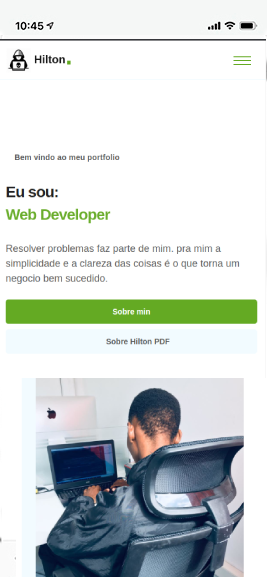 10:45
Hilton.
Bem vindo ao meu portfolio
Eu sou:
Web Developer
Resolver problemas faz parte de mim. pra mim a
simplicidade e a clareza das coisas é o que torna um
negocio bem sucedido.
Sobre min
Sobre Hilton PDF